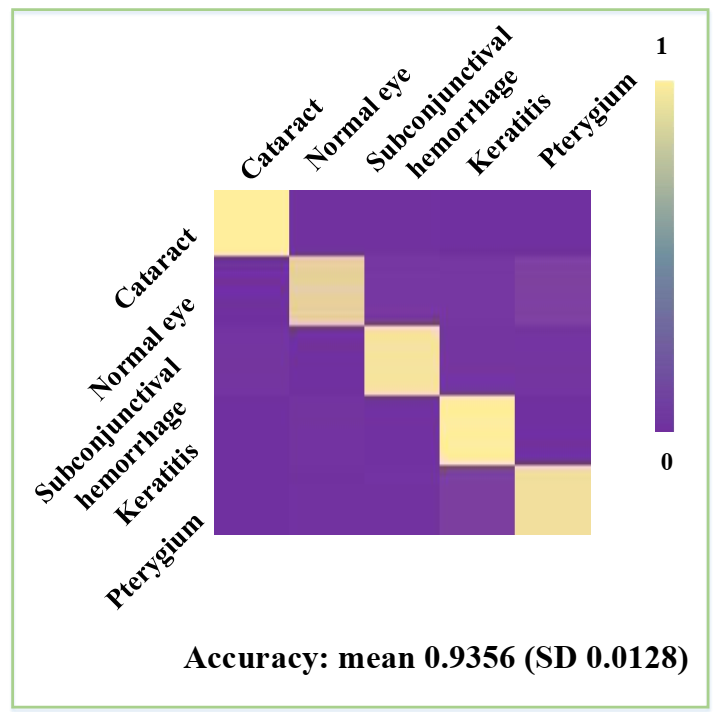 1
Cataract
Normal eye
Subconjunctival
hemorrhage
Keratitis
Pterygium
Cataract
Normal eye
Subconjunctival
hemorrhage
Keratitis
Pterygium
0
Accuracy: mean 0.9356 (SD 0.0128)